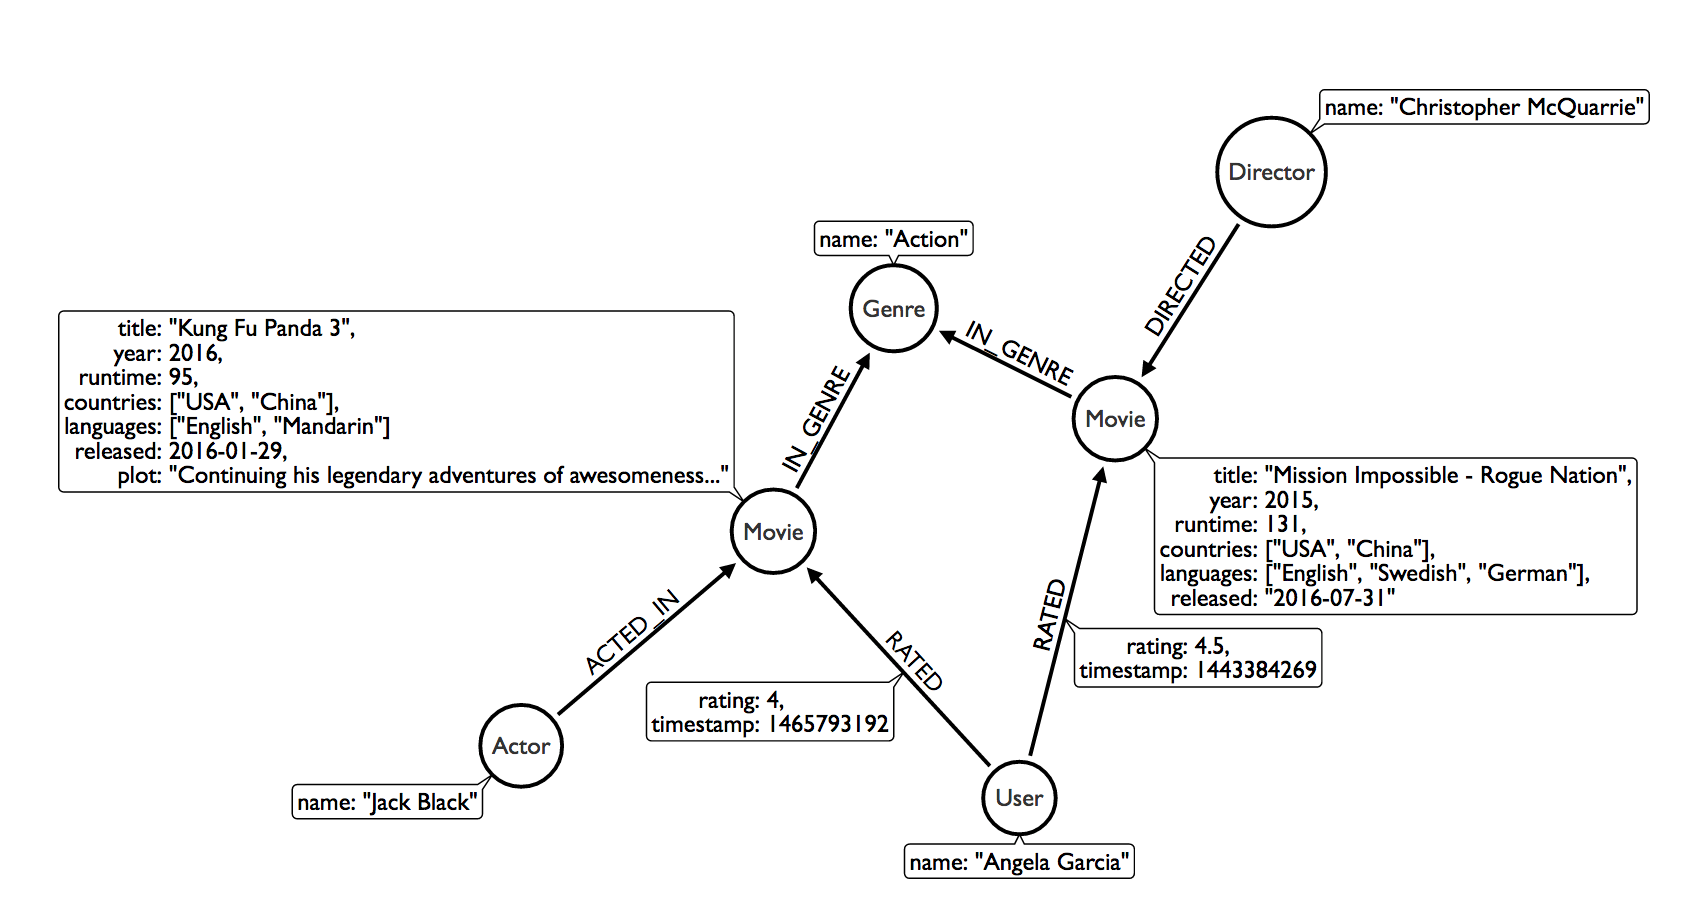 name: "Christopher McQuarrie"
Director
DIRECTED
name: "Action"
Genre
IN_GENRE
IN_GENRE
title: "Kung Fu Panda 3",
year: 2016,
runtime: 95,
countries: ["USA", "China"],
languages: ["English", "Mandarin"]
released: 2016-01-29,
plot: "Continuing his legendary adventures of awesomeness..."
Movie
Movie
title: "Mission Impossible - Rogue Nation",
year: 2015,
runtime: 131,
countries: ["USA", "China"],
languages: ["English", "Swedish", "German"],
released: "2016-07-31"
ACTED_IN
RATED
RATED
rating: 4.5,
timestamp: 1443384269
rating: 4,
timestamp: 1465793192
Actor
name: "Jack Black"
User
name: "Angela Garcia"